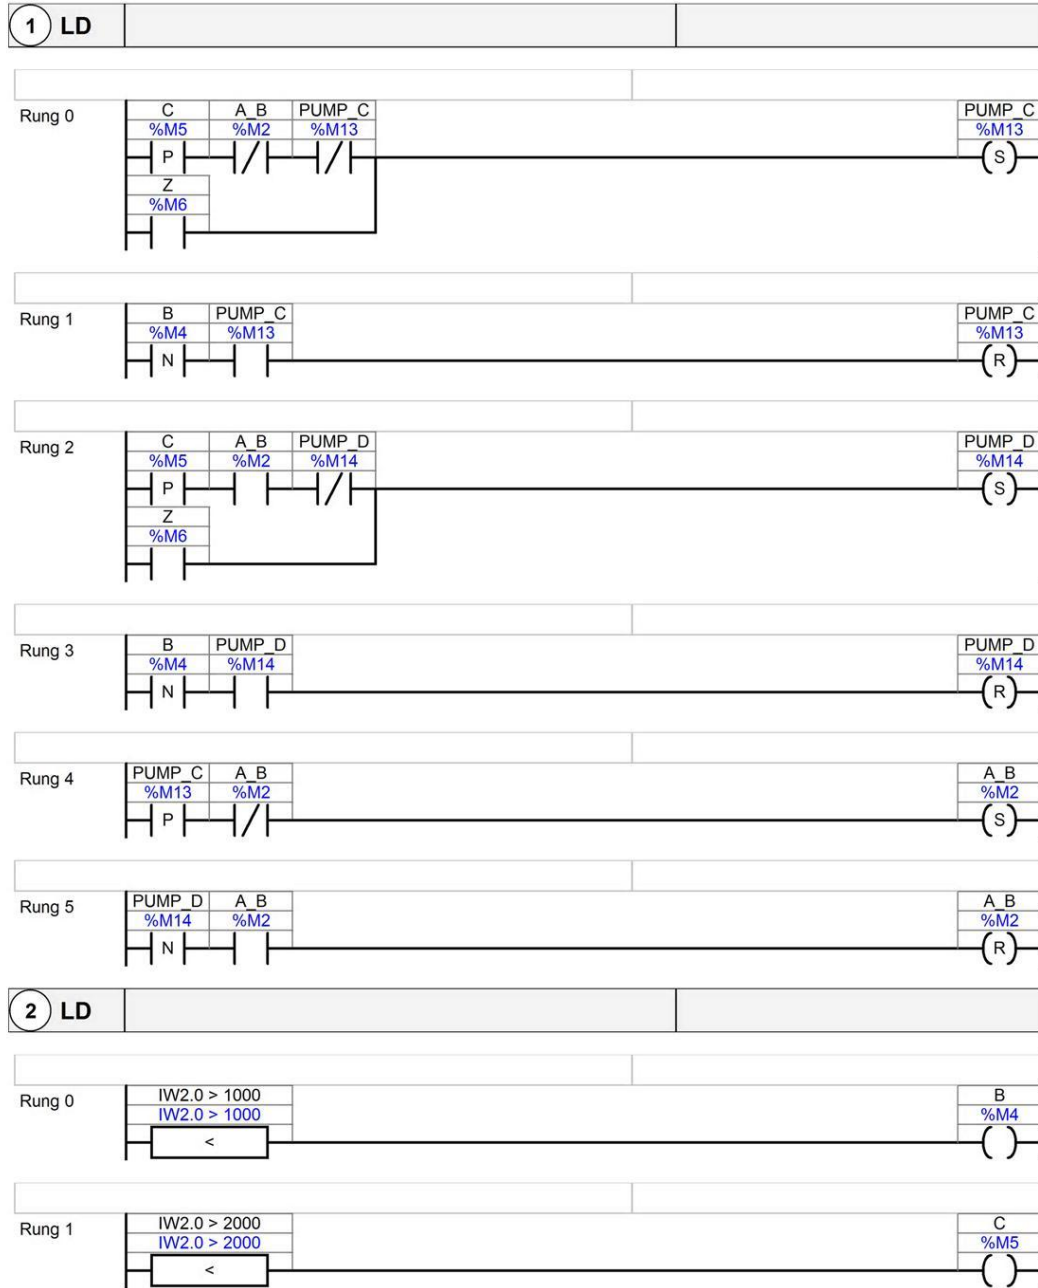 1 LD
C A_B PUMP_C PUMP_C
Rung 0 %M5 %M2 %M13 %M13
P S
Z
%M6
B PUMP_C PUMP_C
Rung 1 %M4 %M13 %M13
N R
C A_B PUMP_D PUMP_D
Rung 2 %M5 %M2 %M14 %M14
P S
Z
%M6
B PUMP_D PUMP_D
Rung 3 %M4 %M14 %M14
N R
PUMP_C A_B A_B
Rung 4 %M13 %M2 %M2
P S
PUMP_D A_B A_B
Rung 5 %M14 %M2 %M2
N R
2 LD
IW2.0 > 1000 B
Rung 0 IW2.0 > 1000 %M4
<
IW2.0 > 2000 C
Rung 1 IW2.0 > 2000 %M5
<